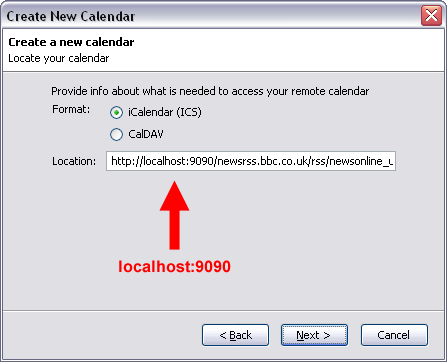 Create New Calendar
Create a new calendar
Locate your calendar
Provide info about what is needed to access your remote calendar
Format:
iCalendar (ICS)
CalDAV
Location: http://localhost:9090/newsrss.bbc.co.uk/rss/newsonline_u
localhost:9090
< Back Next > Cancel